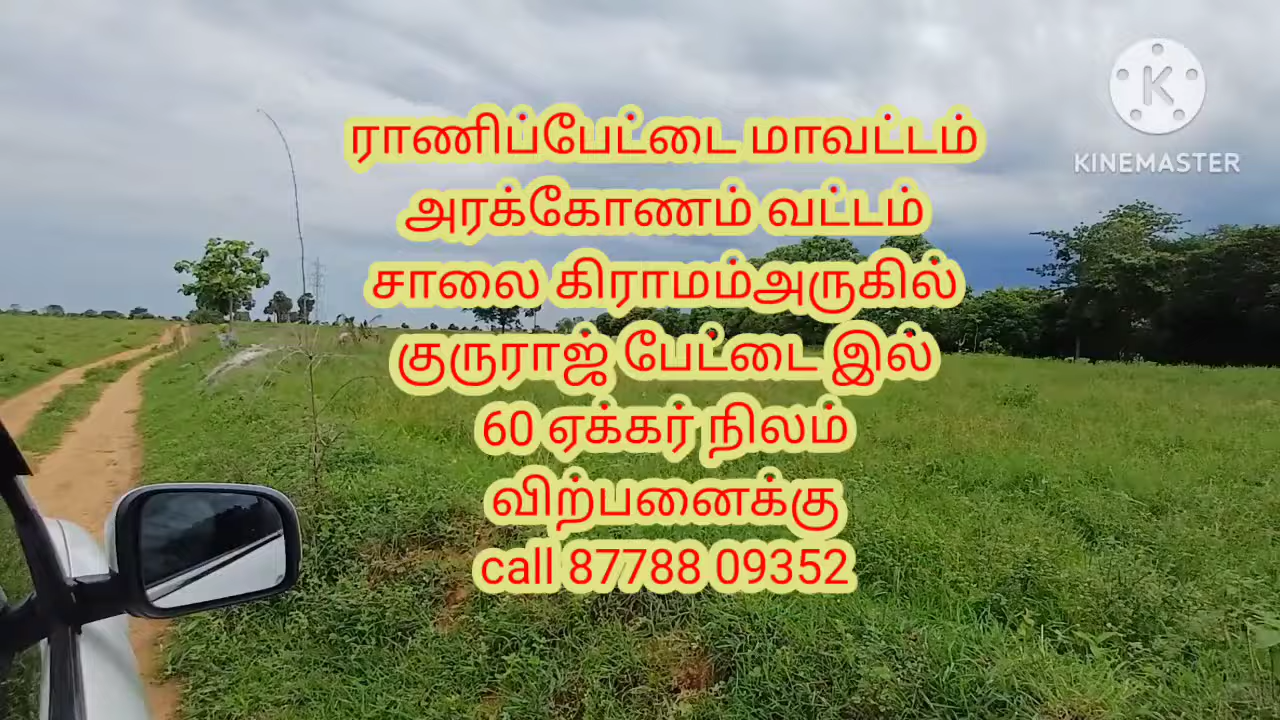 ராணிப்பேட்டை மாவட்டம்
அரக்கோணம் வட்டம்
சாலை கிராமம்அருகில்
குருராஜ் பேட்டை இல்
60 ஏக்கர் நிலம்
விற்பனைக்கு
call 87788 09352
K
KINEMASTER